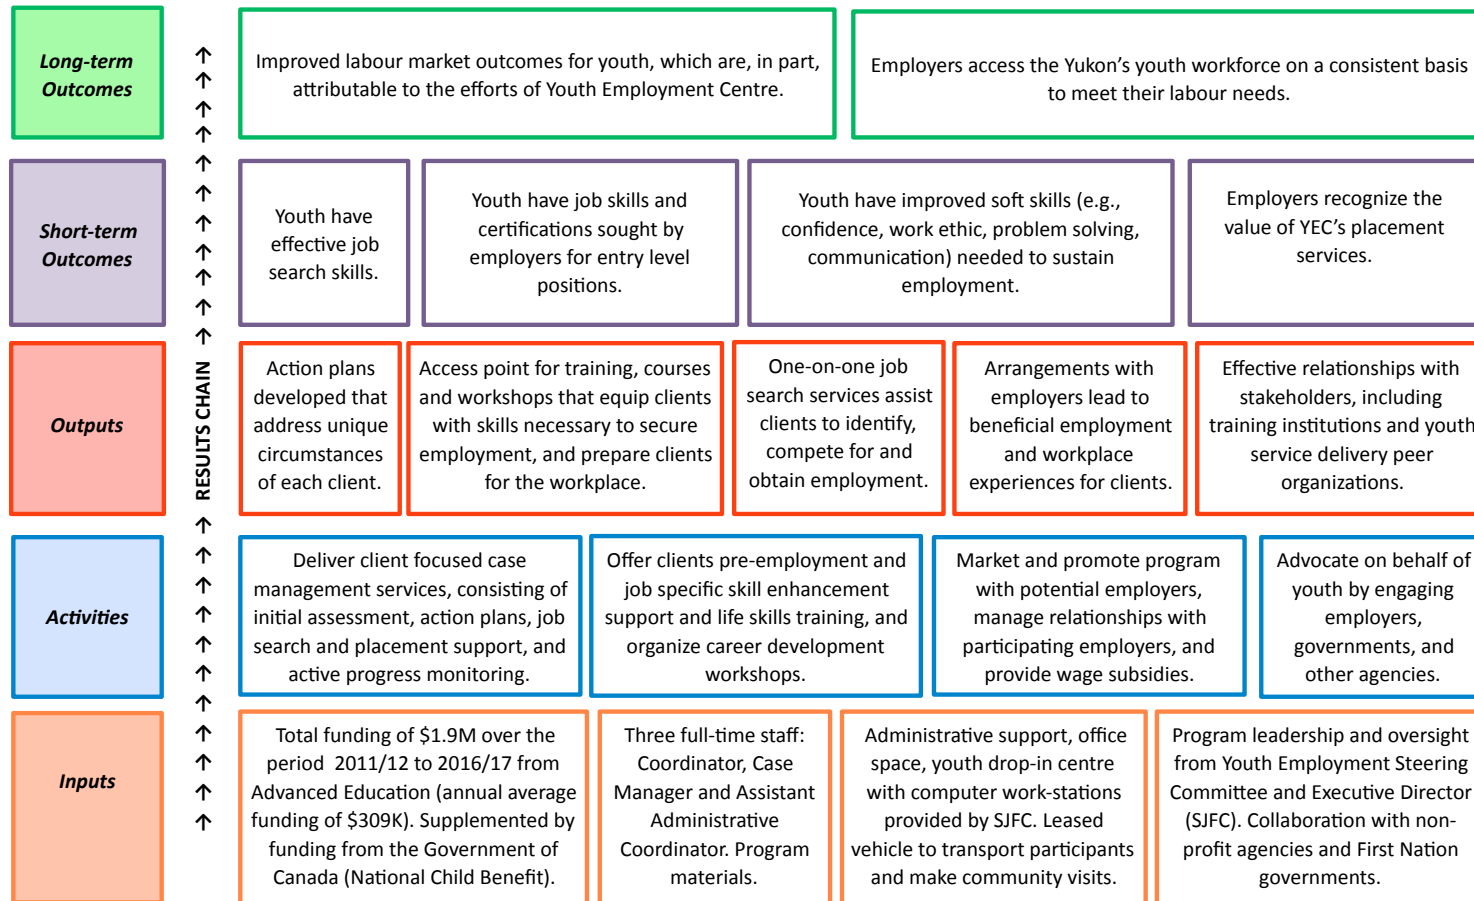 Long-term
Outcomes
Improved labour market outcomes for youth, which are, in part,
attributable to the efforts of Youth Employment Centre.
Employers access the Yukon's youth workforce on a consistent basis
to meet their labour needs.
Short-term
Outcomes
Youth have
effective job
search skills.
Youth have job skills and
certifications sought by
employers for entry level
positions.
Youth have improved soft skills (e.g.,
confidence, work ethic, problem solving,
communication) needed to sustain
employment.
Employers recognize the
value of YEC's placement
services.
RESULTS CHAIN
Outputs
Action plans
developed that
address unique
circumstances
of each client.
Access point for training, courses
and workshops that equip clients
with skills necessary to secure
employment, and prepare clients
for the workplace.
One-on-one job
search services assist
clients to identify,
compete for and
obtain employment.
Arrangements with
employers lead to
beneficial employment
and workplace
experiences for clients.
Effective relationships with
stakeholders, including
training institutions and youth
service delivery peer
organizations.
Activities
Deliver client focused case
management services, consisting of
initial assessment, action plans, job
search and placement support, and
active progress monitoring.
Offer clients pre-employment and
job specific skill enhancement
support and life skills training, and
organize career development
workshops.
Market and promote program
with potential employers,
manage relationships with
participating employers, and
provide wage subsidies.
Advocate on behalf of
youth by engaging
employers,
governments, and
other agencies.
Inputs
Total funding of $1.9M over the
period 2011/12 to 2016/17 from
Advanced Education (annual average
funding of $309K). Supplemented by
funding from the Government of
Canada (National Child Benefit).
Three full-time staff:
Coordinator, Case
Manager and Assistant
Administrative
Coordinator. Program
materials.
Administrative support, office
space, youth drop-in centre
with computer work-stations
provided by SJFC. Leased
vehicle to transport participants
and make community visits.
Program leadership and oversight
from Youth Employment Steering
Committee and Executive Director
(SJFC). Collaboration with non-
profit agencies and First Nation
governments.